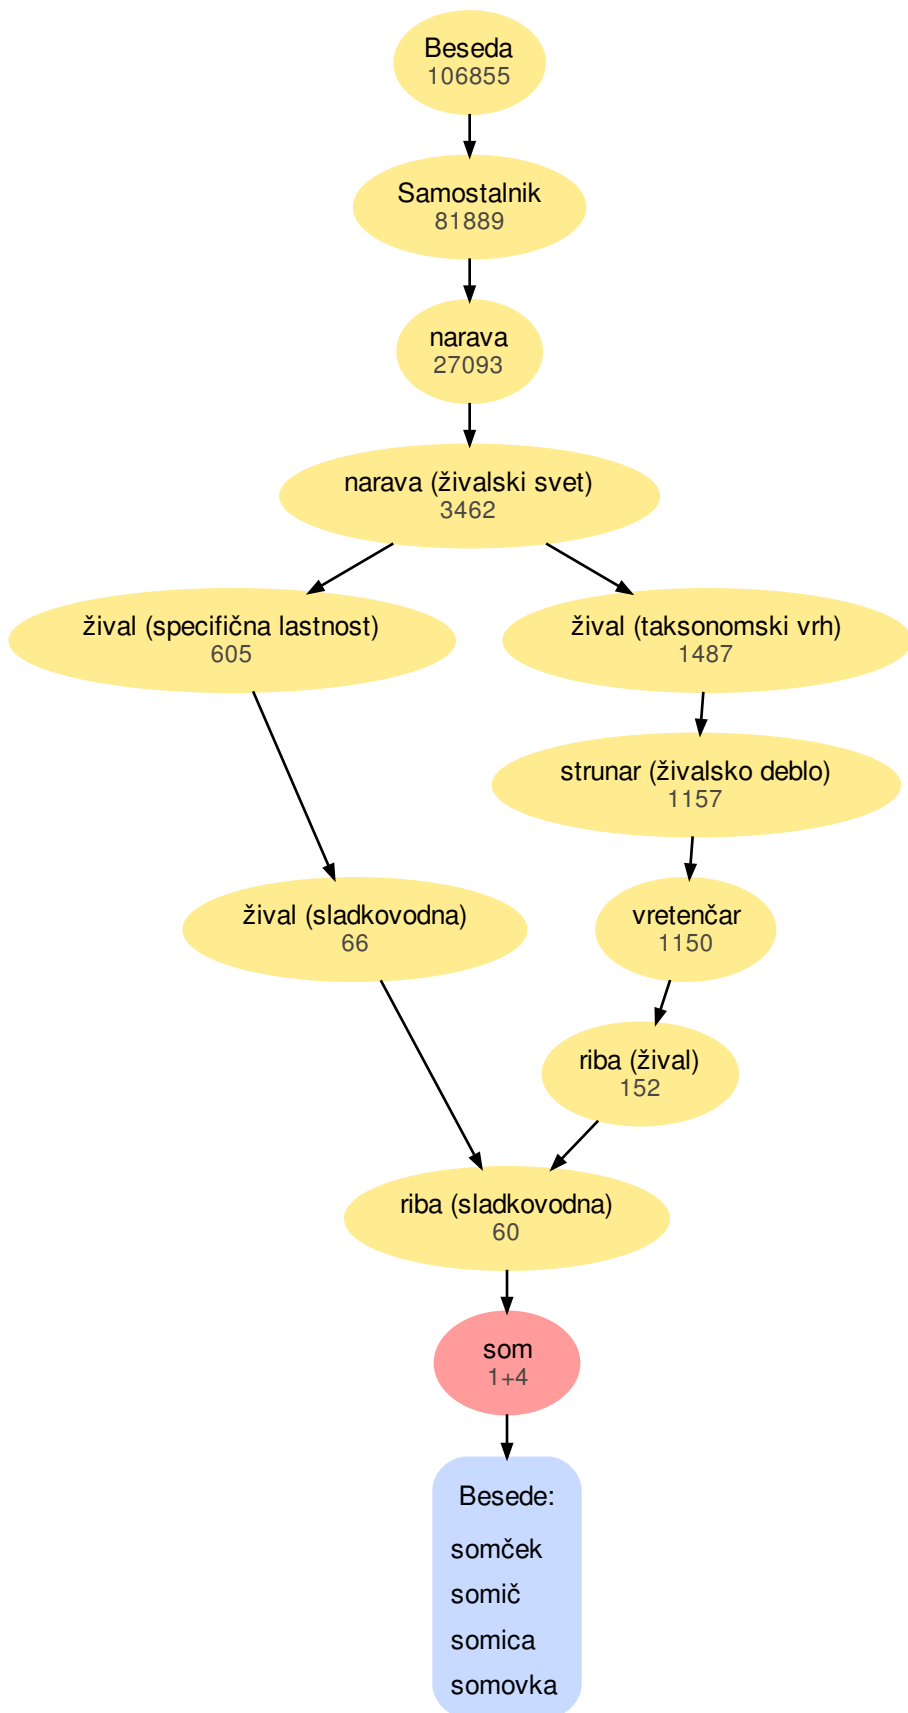 Beseda
106855
Samostalnik
81889
narava
27093
narava (živalski svet)
3462
žival (specifična lastnost)
605
žival (taksonomski vrh)
1487
strunar (živalsko deblo)
1157
žival (sladkovodna)
66
vretenčar
1150
riba (žival)
152
riba (sladkovodna)
60
som
1+4
Besede:
somček
somič
somica
somovka